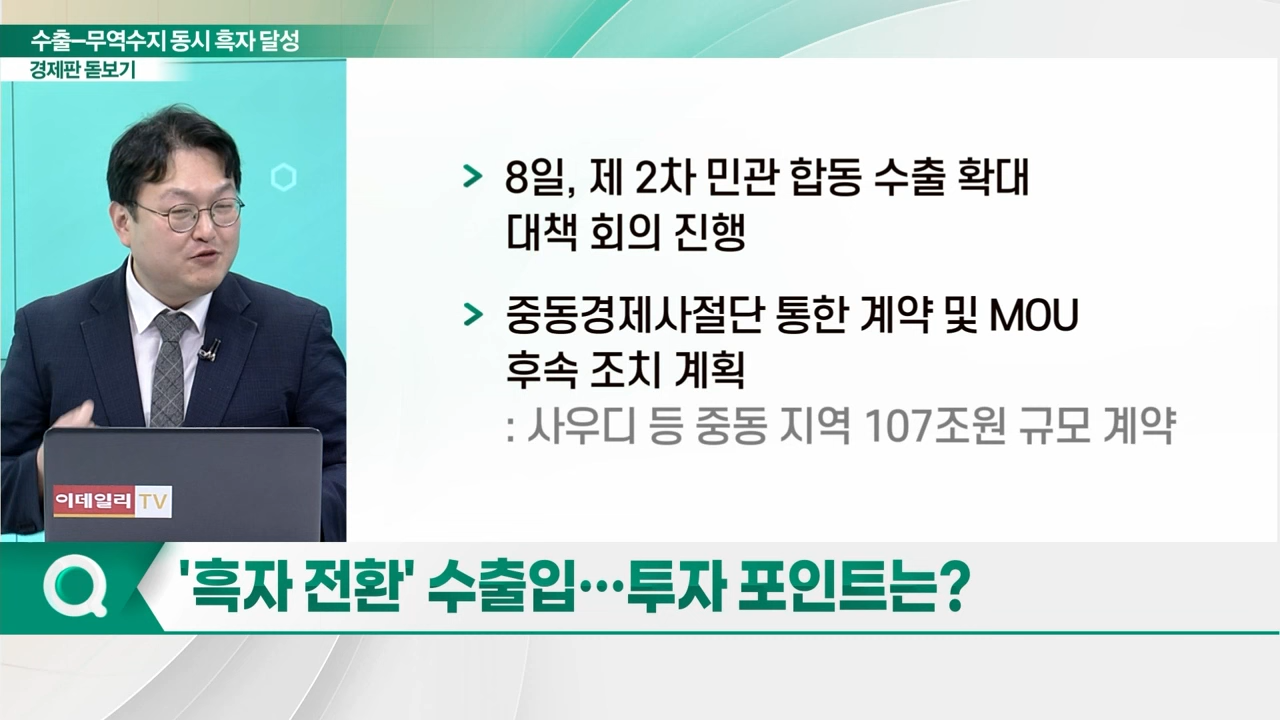 수출-무역수지 동시 흑자 달성
경제판 돋보기
> 8일, 제 2차 민관 합동 수출 확대
대책 회의 진행
> 중동경제사절단 통한 계약 및 MOU
후속 조치 계획
: 사우디 등 중동 지역 107조원 규모 계약
이데일리 TV
'흑자 전환' 수출입…투자 포인트는?